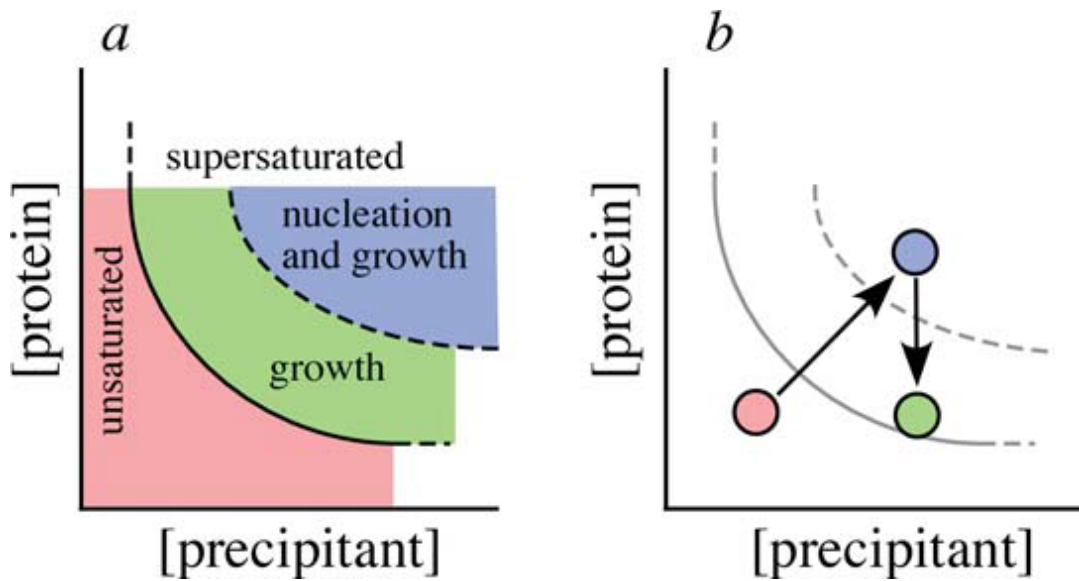 a
b
supersaturated
nucleation
and growth
growth
unsaturated
[protein]
[precipitant]
[protein]
[precipitant]